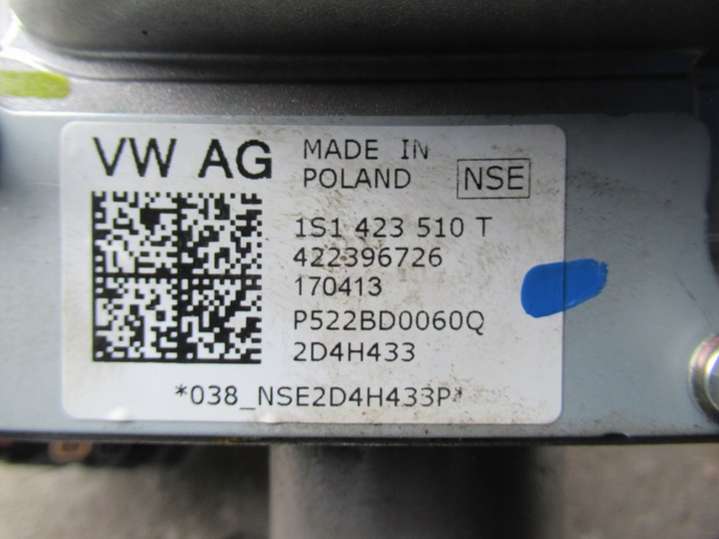 VW AG
MADE IN
POLAND
NSE
1S1 423 510 T
422396726
170413
P522BD0060Q
2D4H433
*038_NSE2D4H433P*